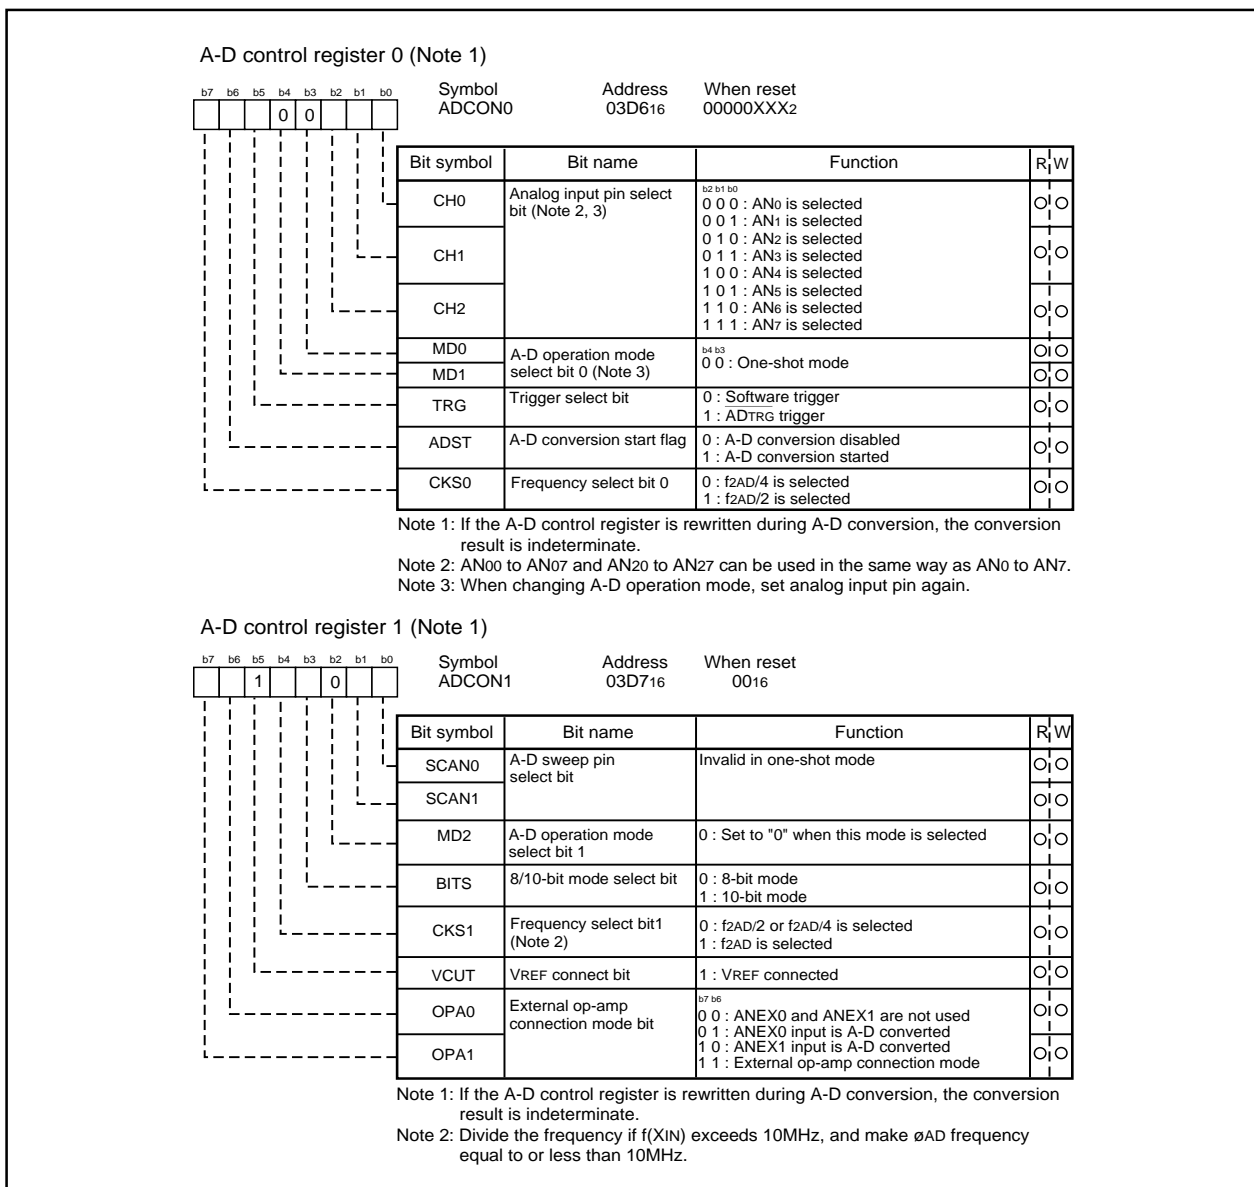 A-D control register 0 (Note 1)
b7 b6 b5 b4 b3 b2 b1 b0
0 0
Symbol Address When reset
ADCON0 03D616 00000XXX2
Bit symbol Bit name Function R W
CH0 Analog input pin select bit (Note 2, 3) b2 b1 b0
0 0 0 : AN0 is selected
0 0 1 : AN1 is selected
CH1 0 1 0 : AN2 is selected
0 1 1 : AN3 is selected
1 0 0 : AN4 is selected
CH2 1 0 1 : AN5 is selected
1 1 0 : AN6 is selected
1 1 1 : AN7 is selected
MD0 A-D operation mode b4 b3
MD1 select bit 0 (Note 3) 0 0 : One-shot mode
TRG Trigger select bit 0 : Software trigger
1 : ADTRG trigger
ADST A-D conversion start flag 0 : A-D conversion disabled
1 : A-D conversion started
CKS0 Frequency select bit 0 0 : f2AD/4 is selected
1 : f2AD/2 is selected
Note 1: If the A-D control register is rewritten during A-D conversion, the conversion
result is indeterminate.
Note 2: AN00 to AN07 and AN20 to AN27 can be used in the same way as AN0 to AN7.
Note 3: When changing A-D operation mode, set analog input pin again.
A-D control register 1 (Note 1)
b7 b6 b5 b4 b3 b2 b1 b0
1 0
Symbol Address When reset
ADCON1 03D716 0016
Bit symbol Bit name Function R W
SCAN0 A-D sweep pin select bit Invalid in one-shot mode
SCAN1
MD2 A-D operation mode select bit 1 0 : Set to "0" when this mode is selected
BITS 8/10-bit mode select bit 0 : 8-bit mode
1 : 10-bit mode
CKS1 Frequency select bit1 (Note 2) 0 : f2AD/2 or f2AD/4 is selected
1 : f2AD is selected
VCUT VREF connect bit 1 : VREF connected
OPA0 External op-amp connection mode bit b7 b6
0 0 : ANEX0 and ANEX1 are not used
0 1 : ANEX0 input is A-D converted
OPA1 1 0 : ANEX1 input is A-D converted
1 1 : External op-amp connection mode
Note 1: If the A-D control register is rewritten during A-D conversion, the conversion
result is indeterminate.
Note 2: Divide the frequency if f(XIN) exceeds 10MHz, and make øAD frequency
equal to or less than 10MHz.